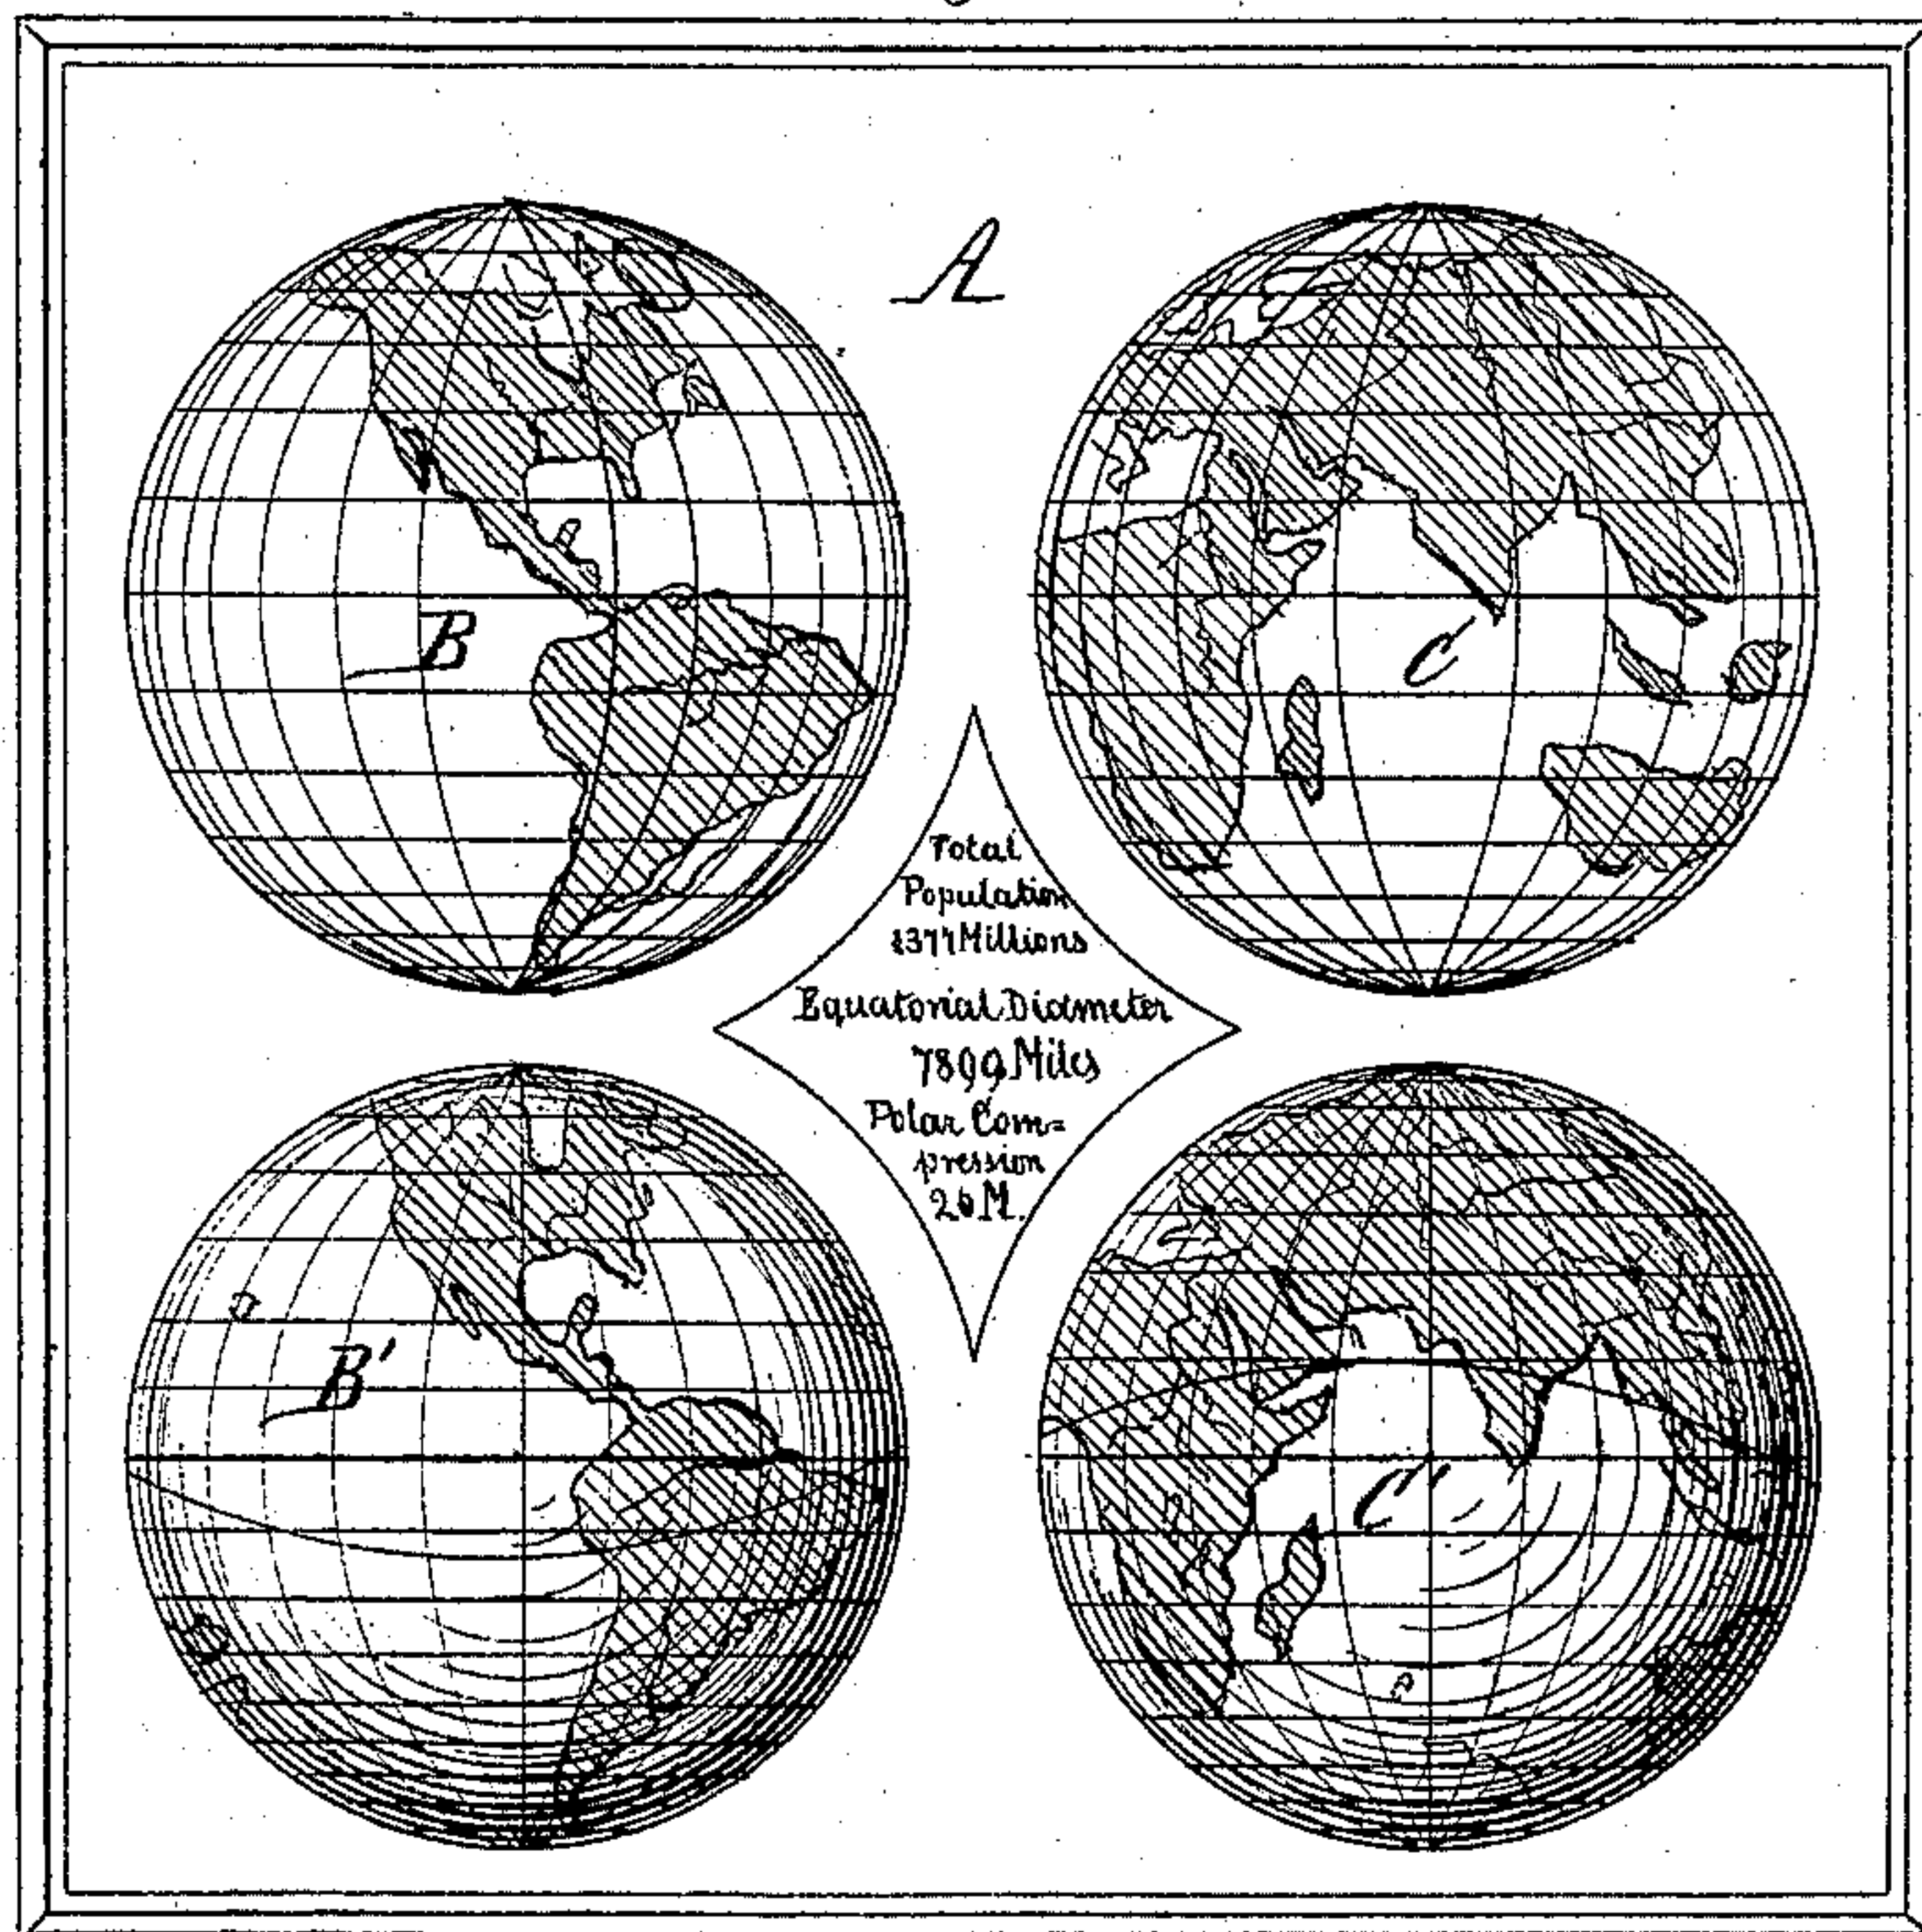 A
B
C
Total
Population
1377 Millions
Equatorial Diameter
7899 Miles
Polar Com=
pression
26 M.
B'
C'